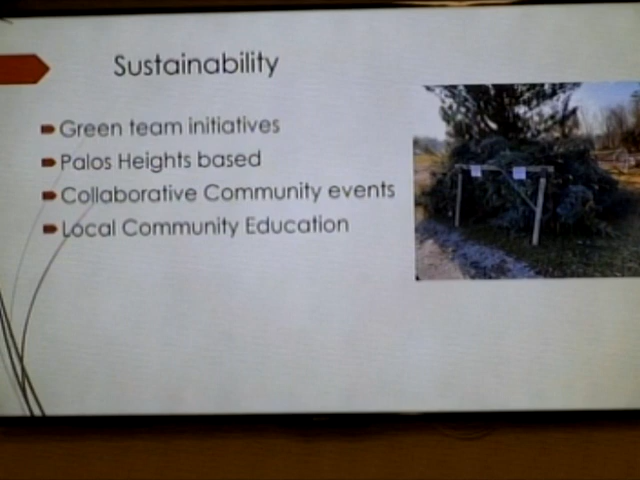 Sustainability
Green team initiatives
Palos Heights based
Collaborative Community events
Local Community Education